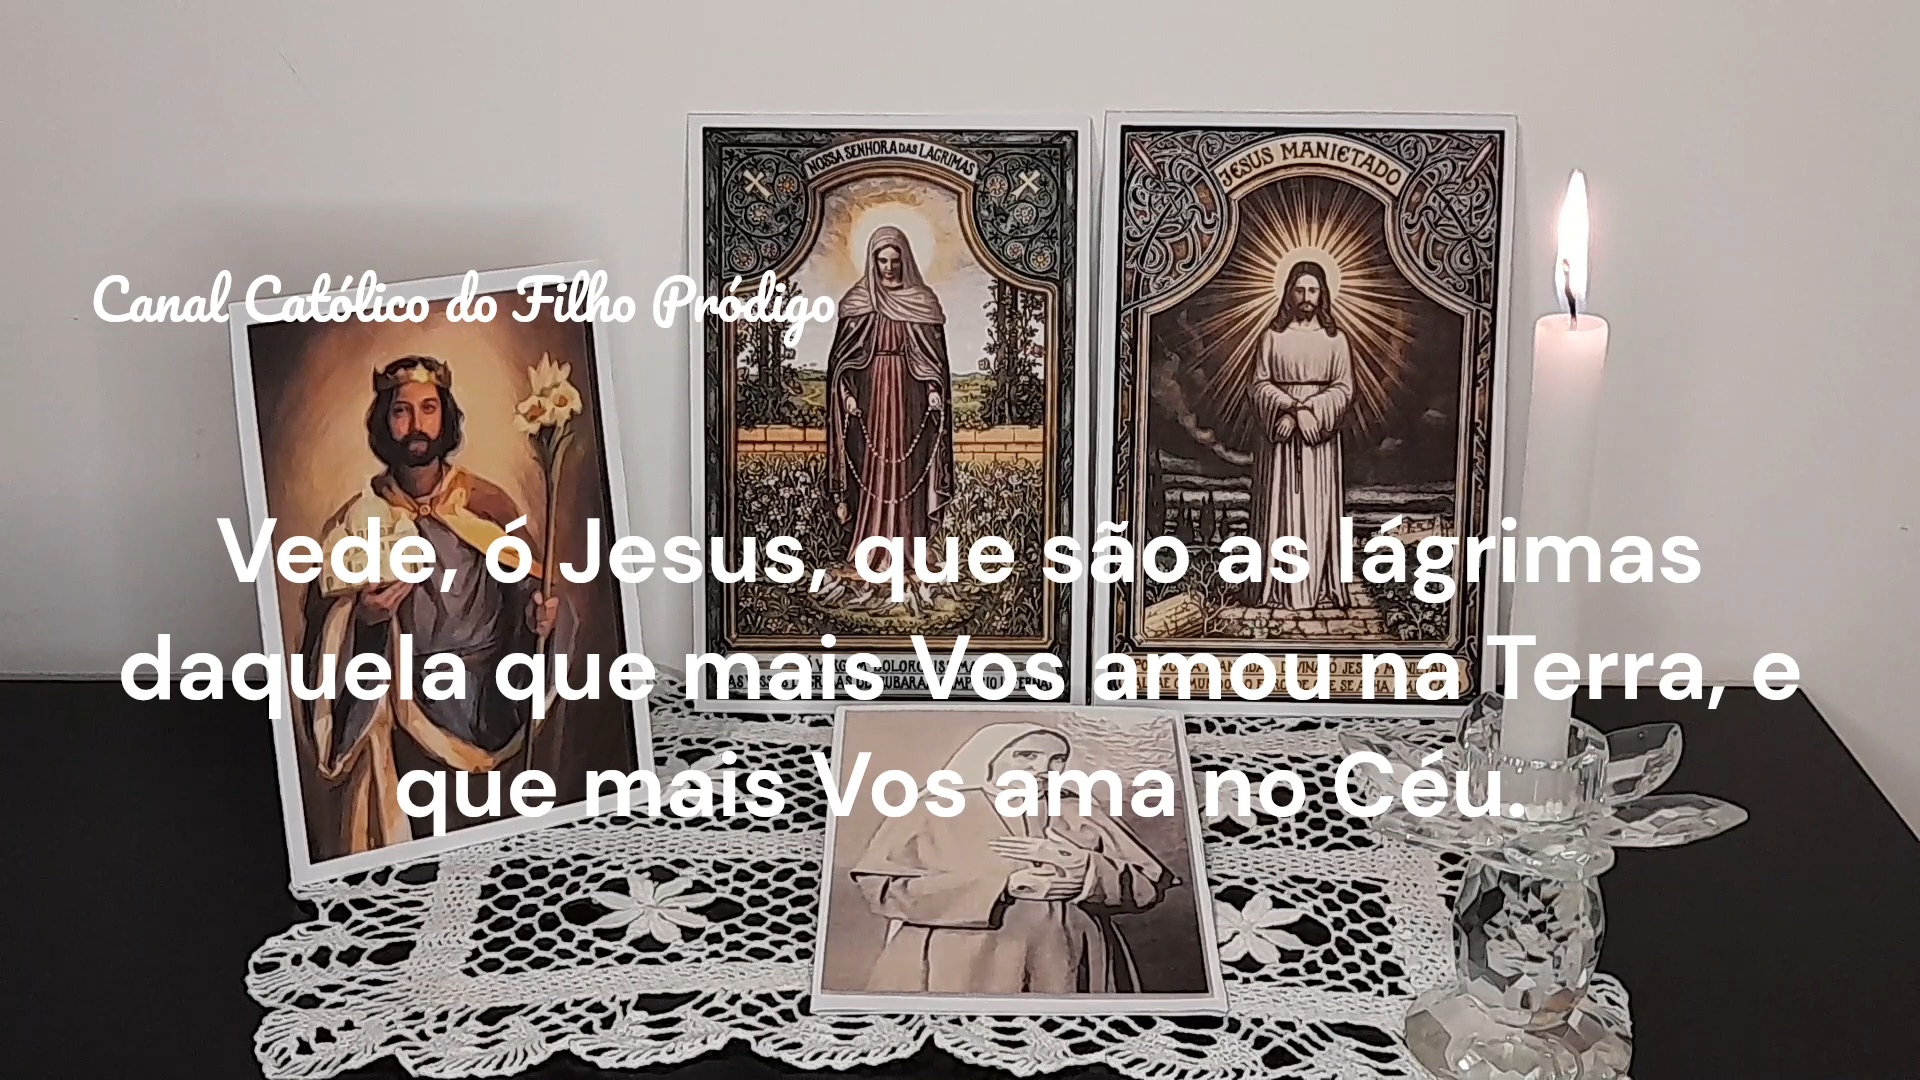 NOSSA SENHORA DAS LAGRIMAS
JESUS MANIETADO
Canal Católico do Filho Pródigo
Vede, ó Jesus, que são as lágrimas
daquela que mais Vos amou na Terra, e
que mais Vos ama no Céu.